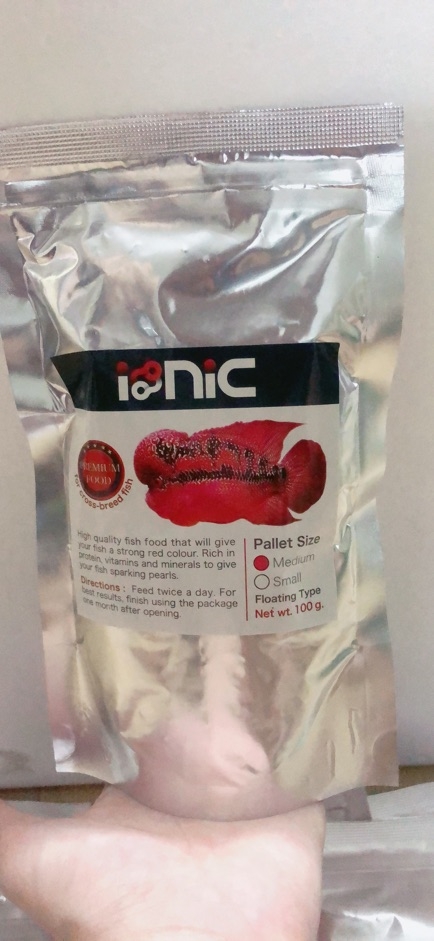 ionic
PREMIUM
FOOD
for cross-breed fish
High quality fish food that will give
your fish a strong red colour. Rich in
protein, vitamins and minerals to give
your fish sparking pearls.
Directions : Feed twice a day. For
best results, finish using the package
one month after opening.
Pallet Size
Medium
Small
Floating Type
Net wt. 100 g.